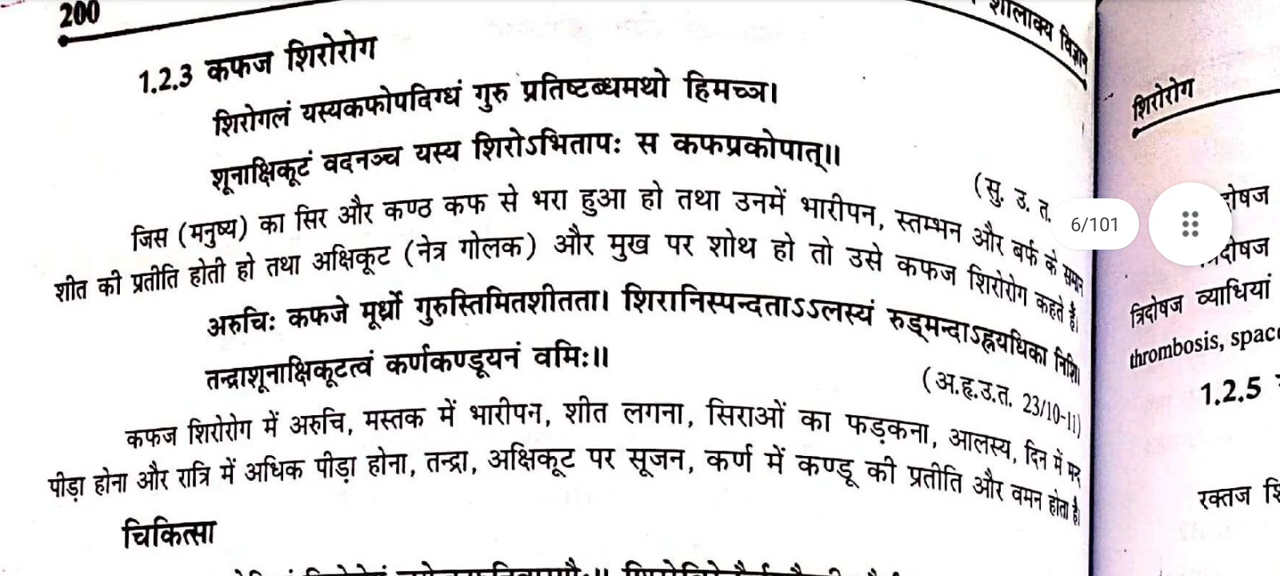 200
शालाक्य विज्ञान
1.2.3 कफज शिरोरोग
शिरोगलं यस्यकफोपदिग्धं गुरु प्रतिष्टब्धमथो हिमच्ञ।
शूनाक्षिकूटं वदनञ्च यस्य शिरोऽभितापः स कफप्रकोपात्॥
(सु. उ. त.
जिस (मनुष्य) का सिर और कण्ठ कफ से भरा हुआ हो तथा उनमें भारीपन, स्तम्भन और बर्फ के समान
शीत की प्रतीति होती हो तथा अक्षिकूट (नेत्र गोलक) और मुख पर शोथ हो तो उसे कफज शिरोरोग कहते हैं।
अरुचिः कफजे मूर्ध्रो गुरुस्तिमितशीतता। शिरानिस्पन्दताऽऽलस्यं रुड्मन्दाऽह्नयधिका निशि।
तन्द्राशूनाक्षिकूटत्वं कर्णकण्डूयनं वमिः॥
(अ.हृ.उ.त. 23/10-11)
कफज शिरोरोग में अरुचि, मस्तक में भारीपन, शीत लगना, सिराओं का फड़कना, आलस्य, दिन में मन्द
पीड़ा होना और रात्रि में अधिक पीड़ा होना, तन्द्रा, अक्षिकूट पर सूजन, कर्ण में कण्डू की प्रतीति और वमन होता है।
चिकित्सा
6/101
शिरोरोग
त्रिदोषज व्याधियां
thrombosis,
1.2.5
रक्तज